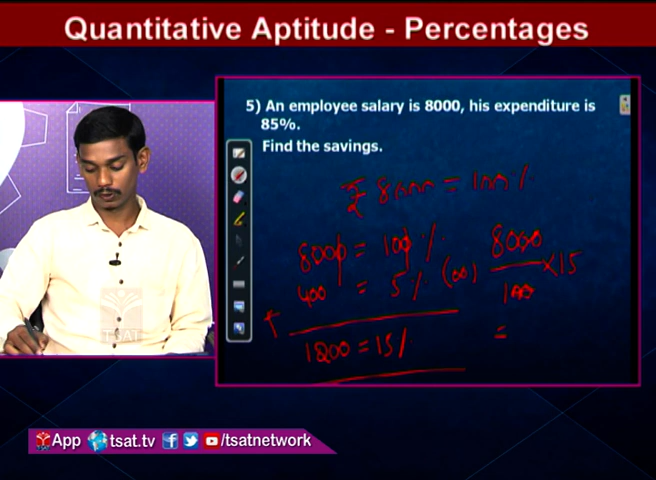 Quantitative Aptitude - Percentages
5) An employee salary is 8000, his expenditure is
85%.
Find the savings.
₹ 8000 = 100%
8000 = 100 %
400 = 5% (or) 8000/100 ×15
+
1200 = 15%
=
TSAT
App tsat.tv /tsatnetwork